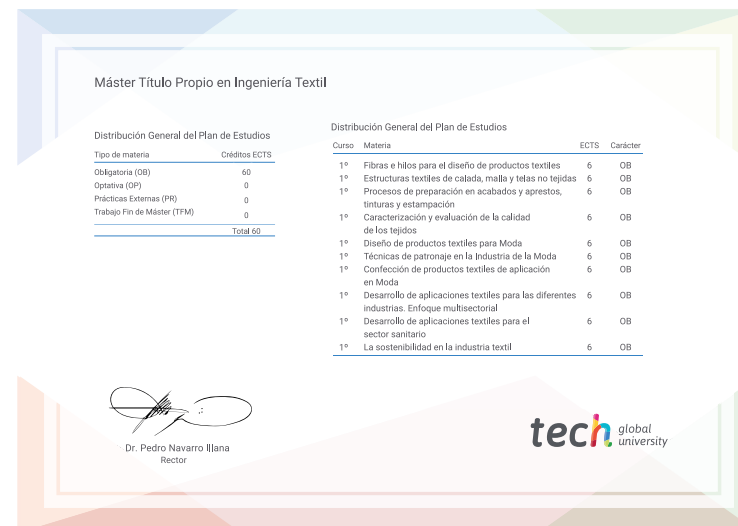 Máster Título Propio en Ingeniería Textil
Distribución General del Plan de Estudios
Tipo de materia Créditos ECTS
Obligatoria (OB) 60
Optativa (OP) 0
Prácticas Externas (PR) 0
Trabajo Fin de Máster (TFM) 0
Total 60
Distribución General del Plan de Estudios
Curso Materia ECTS Carácter
1º Fibras e hilos para el diseño de productos textiles 6 OB
1º Estructuras textiles de calada, malla y telas no tejidas 6 OB
1º Procesos de preparación en acabados y aprestos, 6 OB
tinturas y estampación
1º Caracterización y evaluación de la calidad 6 OB
de los tejidos
1º Diseño de productos textiles para Moda 6 OB
1º Técnicas de patronaje en la Industria de la Moda 6 OB
1º Confección de productos textiles de aplicación 6 OB
en Moda
1º Desarrollo de aplicaciones textiles para las diferentes 6 OB
industrias. Enfoque multisectorial
1º Desarrollo de aplicaciones textiles para el 6 OB
sector sanitario
1º La sostenibilidad en la industria textil 6 OB
Dr. Pedro Navarro Illana
Rector
tech global
university